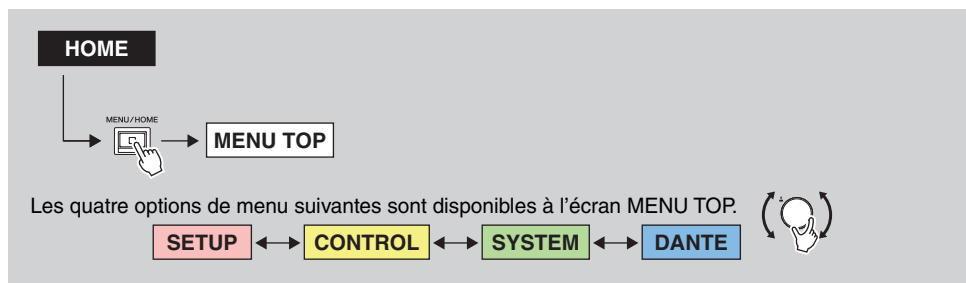 HOME
MENU/HOME
MENU TOP
Les quatre options de menu suivantes sont disponibles à l'écran MENU TOP.
SETUP CONTROL SYSTEM DANTE